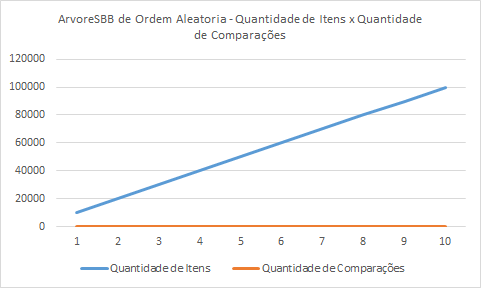 ArvoreSBB de Ordem Aleatoria - Quantidade de Itens x Quantidade
de Comparações
120000
100000
80000
60000
40000
20000
0
1 2 3 4 5 6 7 8 9 10
Quantidade de Itens Quantidade de Comparações